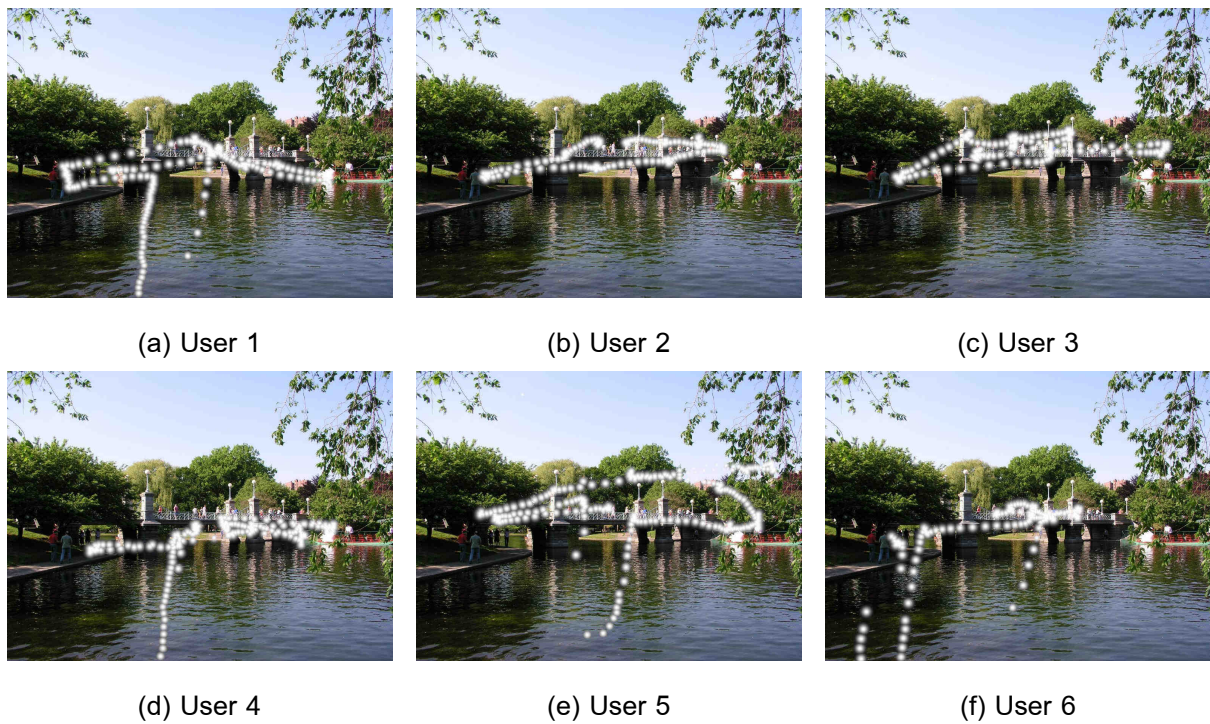 (a) User 1
(b) User 2
(c) User 3
(d) User 4
(e) User 5
(f) User 6